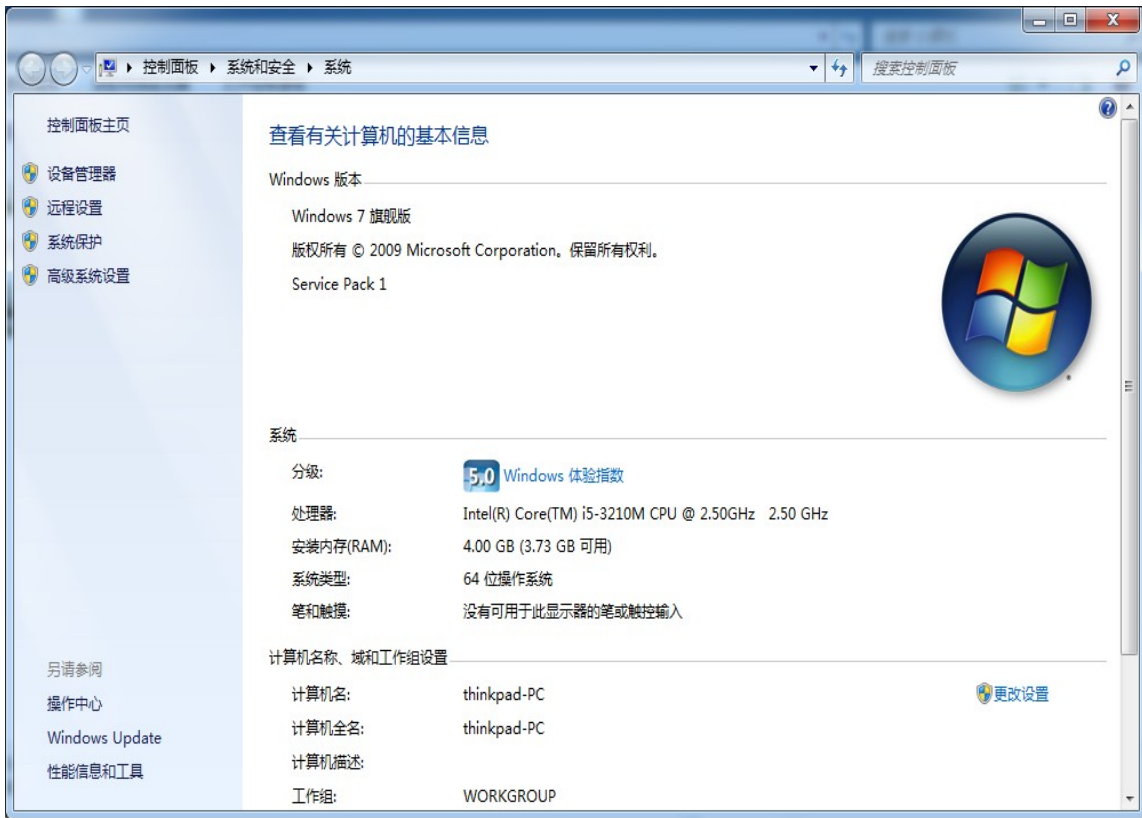 控制面板 系统和安全 系统
搜索控制面板
控制面板主页
设备管理器
远程设置
系统保护
高级系统设置
另请参阅
操作中心
Windows Update
性能信息和工具
查看有关计算机的基本信息
Windows 版本
Windows 7 旗舰版
版权所有 © 2009 Microsoft Corporation。保留所有权利。
Service Pack 1
系统
分级: 5.0 Windows 体验指数
处理器: Intel(R) Core(TM) i5-3210M CPU @ 2.50GHz 2.50 GHz
安装内存(RAM): 4.00 GB (3.73 GB 可用)
系统类型: 64 位操作系统
笔和触摸: 没有可用于此显示器的笔或触控输入
计算机名称、域和工作组设置
计算机名: thinkpad-PC 更改设置
计算机全名: thinkpad-PC
计算机描述:
工作组: WORKGROUP